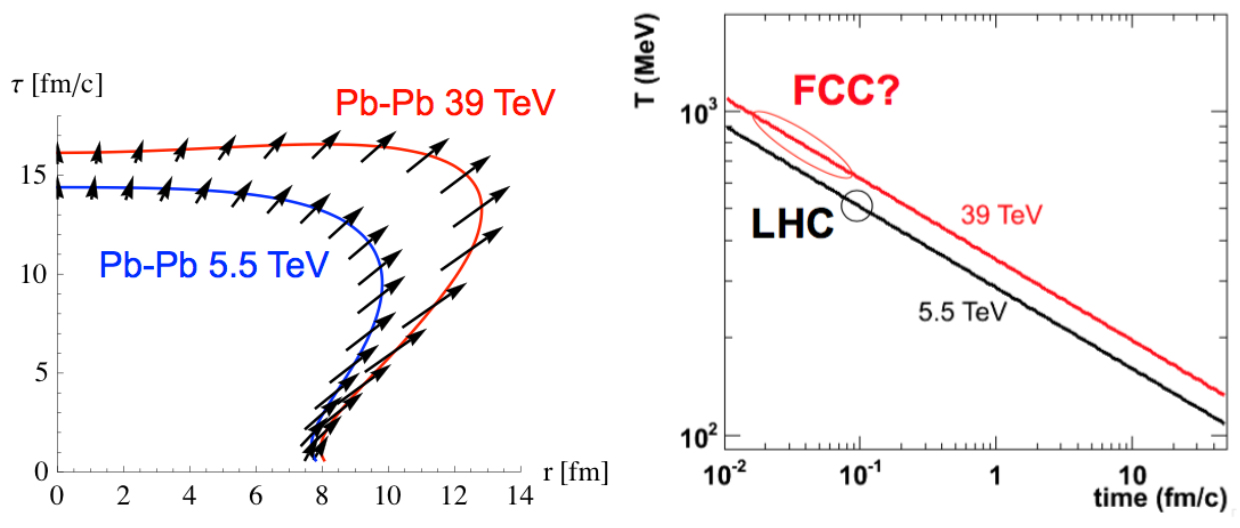 τ [fm/c]
Pb-Pb 39 TeV
15
Pb-Pb 5.5 TeV
10
5
0
r [fm]
0 2 4 6 8 10 12 14
T (MeV)
10³
FCC?
LHC
39 TeV
5.5 TeV
10²
10⁻² 10⁻¹ 1 10
time (fm/c)